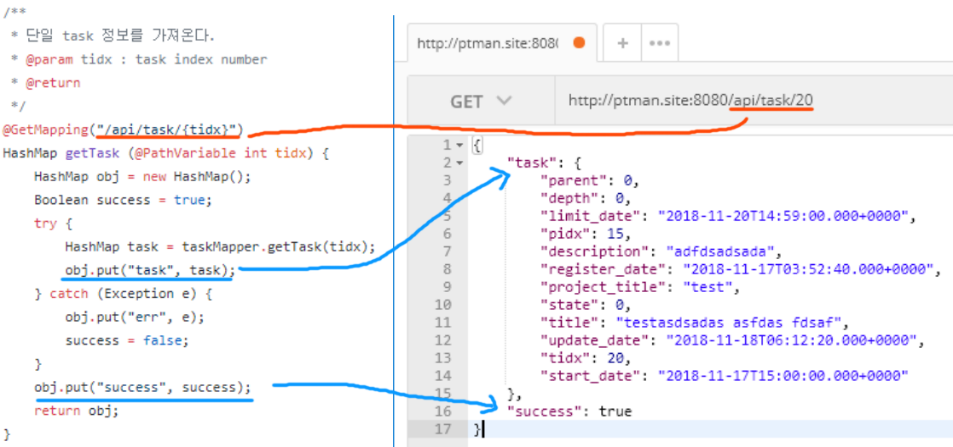 /**
 * 단일 task 정보를 가져온다.
 * @param tidx : task index number
 * @return
 */
@GetMapping("/api/task/{tidx}")
HashMap getTask (@PathVariable int tidx) {
    HashMap obj = new HashMap();
    Boolean success = true;
    try {
        HashMap task = taskMapper.getTask(tidx);
        obj.put("task", task);
    } catch (Exception e) {
        obj.put("err", e);
        success = false;
    }
    obj.put("success", success);
    return obj;
}
http://ptman.site:808 + •••
GET http://ptman.site:8080/api/task/20
1 {
2 "task": {
3 "parent": 0,
4 "depth": 0,
5 "limit_date": "2018-11-20T14:59:00.000+0000",
6 "pidx": 15,
7 "description": "adfdsadsada",
8 "register_date": "2018-11-17T03:52:40.000+0000",
9 "project_title": "test",
10 "state": 0,
11 "title": "testasdsadas asfdas fdsaf",
12 "update_date": "2018-11-18T06:12:20.000+0000",
13 "tidx": 20,
14 "start_date": "2018-11-17T15:00:00.000+0000"
15 },
16 "success": true
17 }